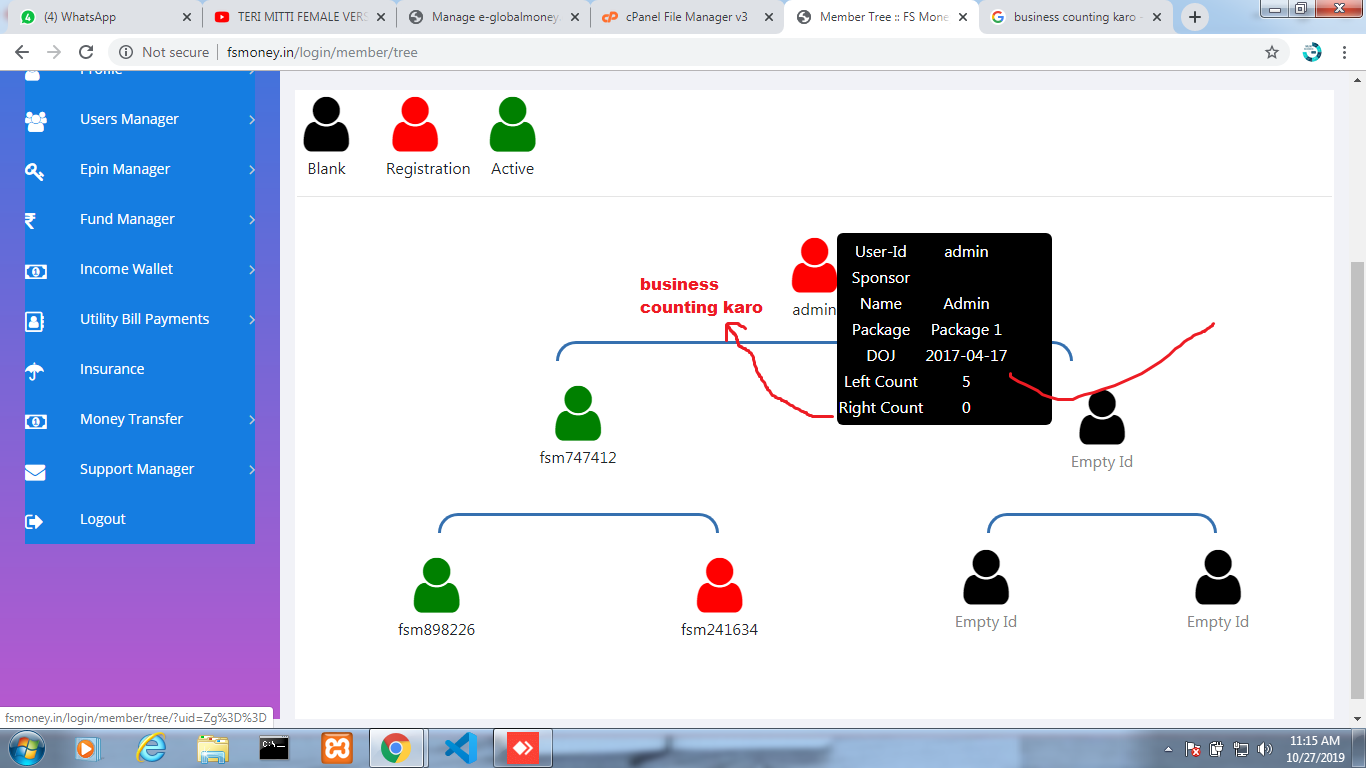 (4) WhatsApp
TERI MITTI FEMALE VERS
Manage e-globalmoney.
cPanel File Manager v3
Member Tree :: FS Mone
business counting karo -
Not secure
fsmoney.in/login/member/tree
Profile
Users Manager
Epin Manager
Fund Manager
Income Wallet
Utility Bill Payments
Insurance
Money Transfer
Support Manager
Logout
Blank
Registration
Active
business
counting karo
admin
User-Id admin
Sponsor
Name Admin
Package Package 1
DOJ 2017-04-17
Left Count 5
Right Count 0
fsm747412
Empty Id
fsm898226
fsm241634
Empty Id
Empty Id
fsmoney.in/login/member/tree/?uid=Zg%3D%3D
11:15 AM
10/27/2019